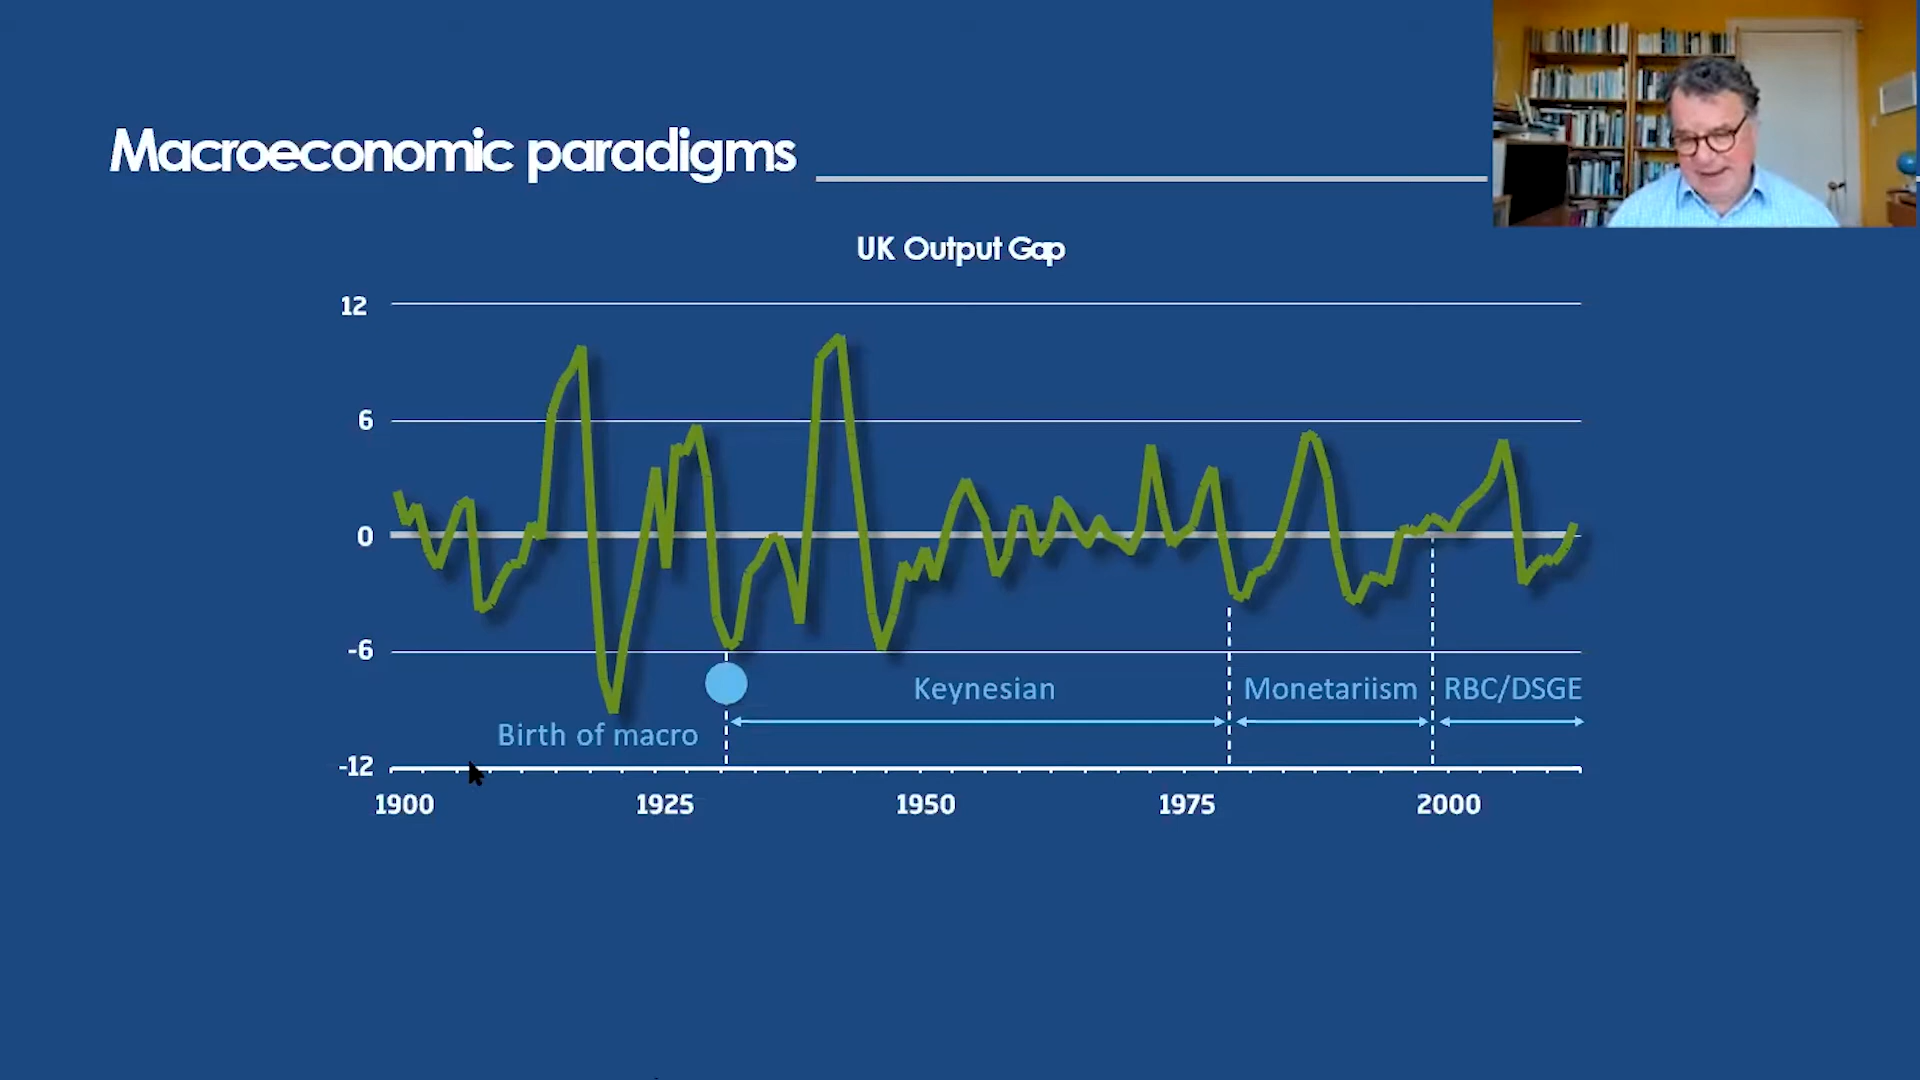 Macroeconomic paradigms
UK Output Gap
12
6
0
-6
-12
Keynesian
Monetariism
RBC/DSGE
Birth of macro
1900
1925
1950
1975
2000